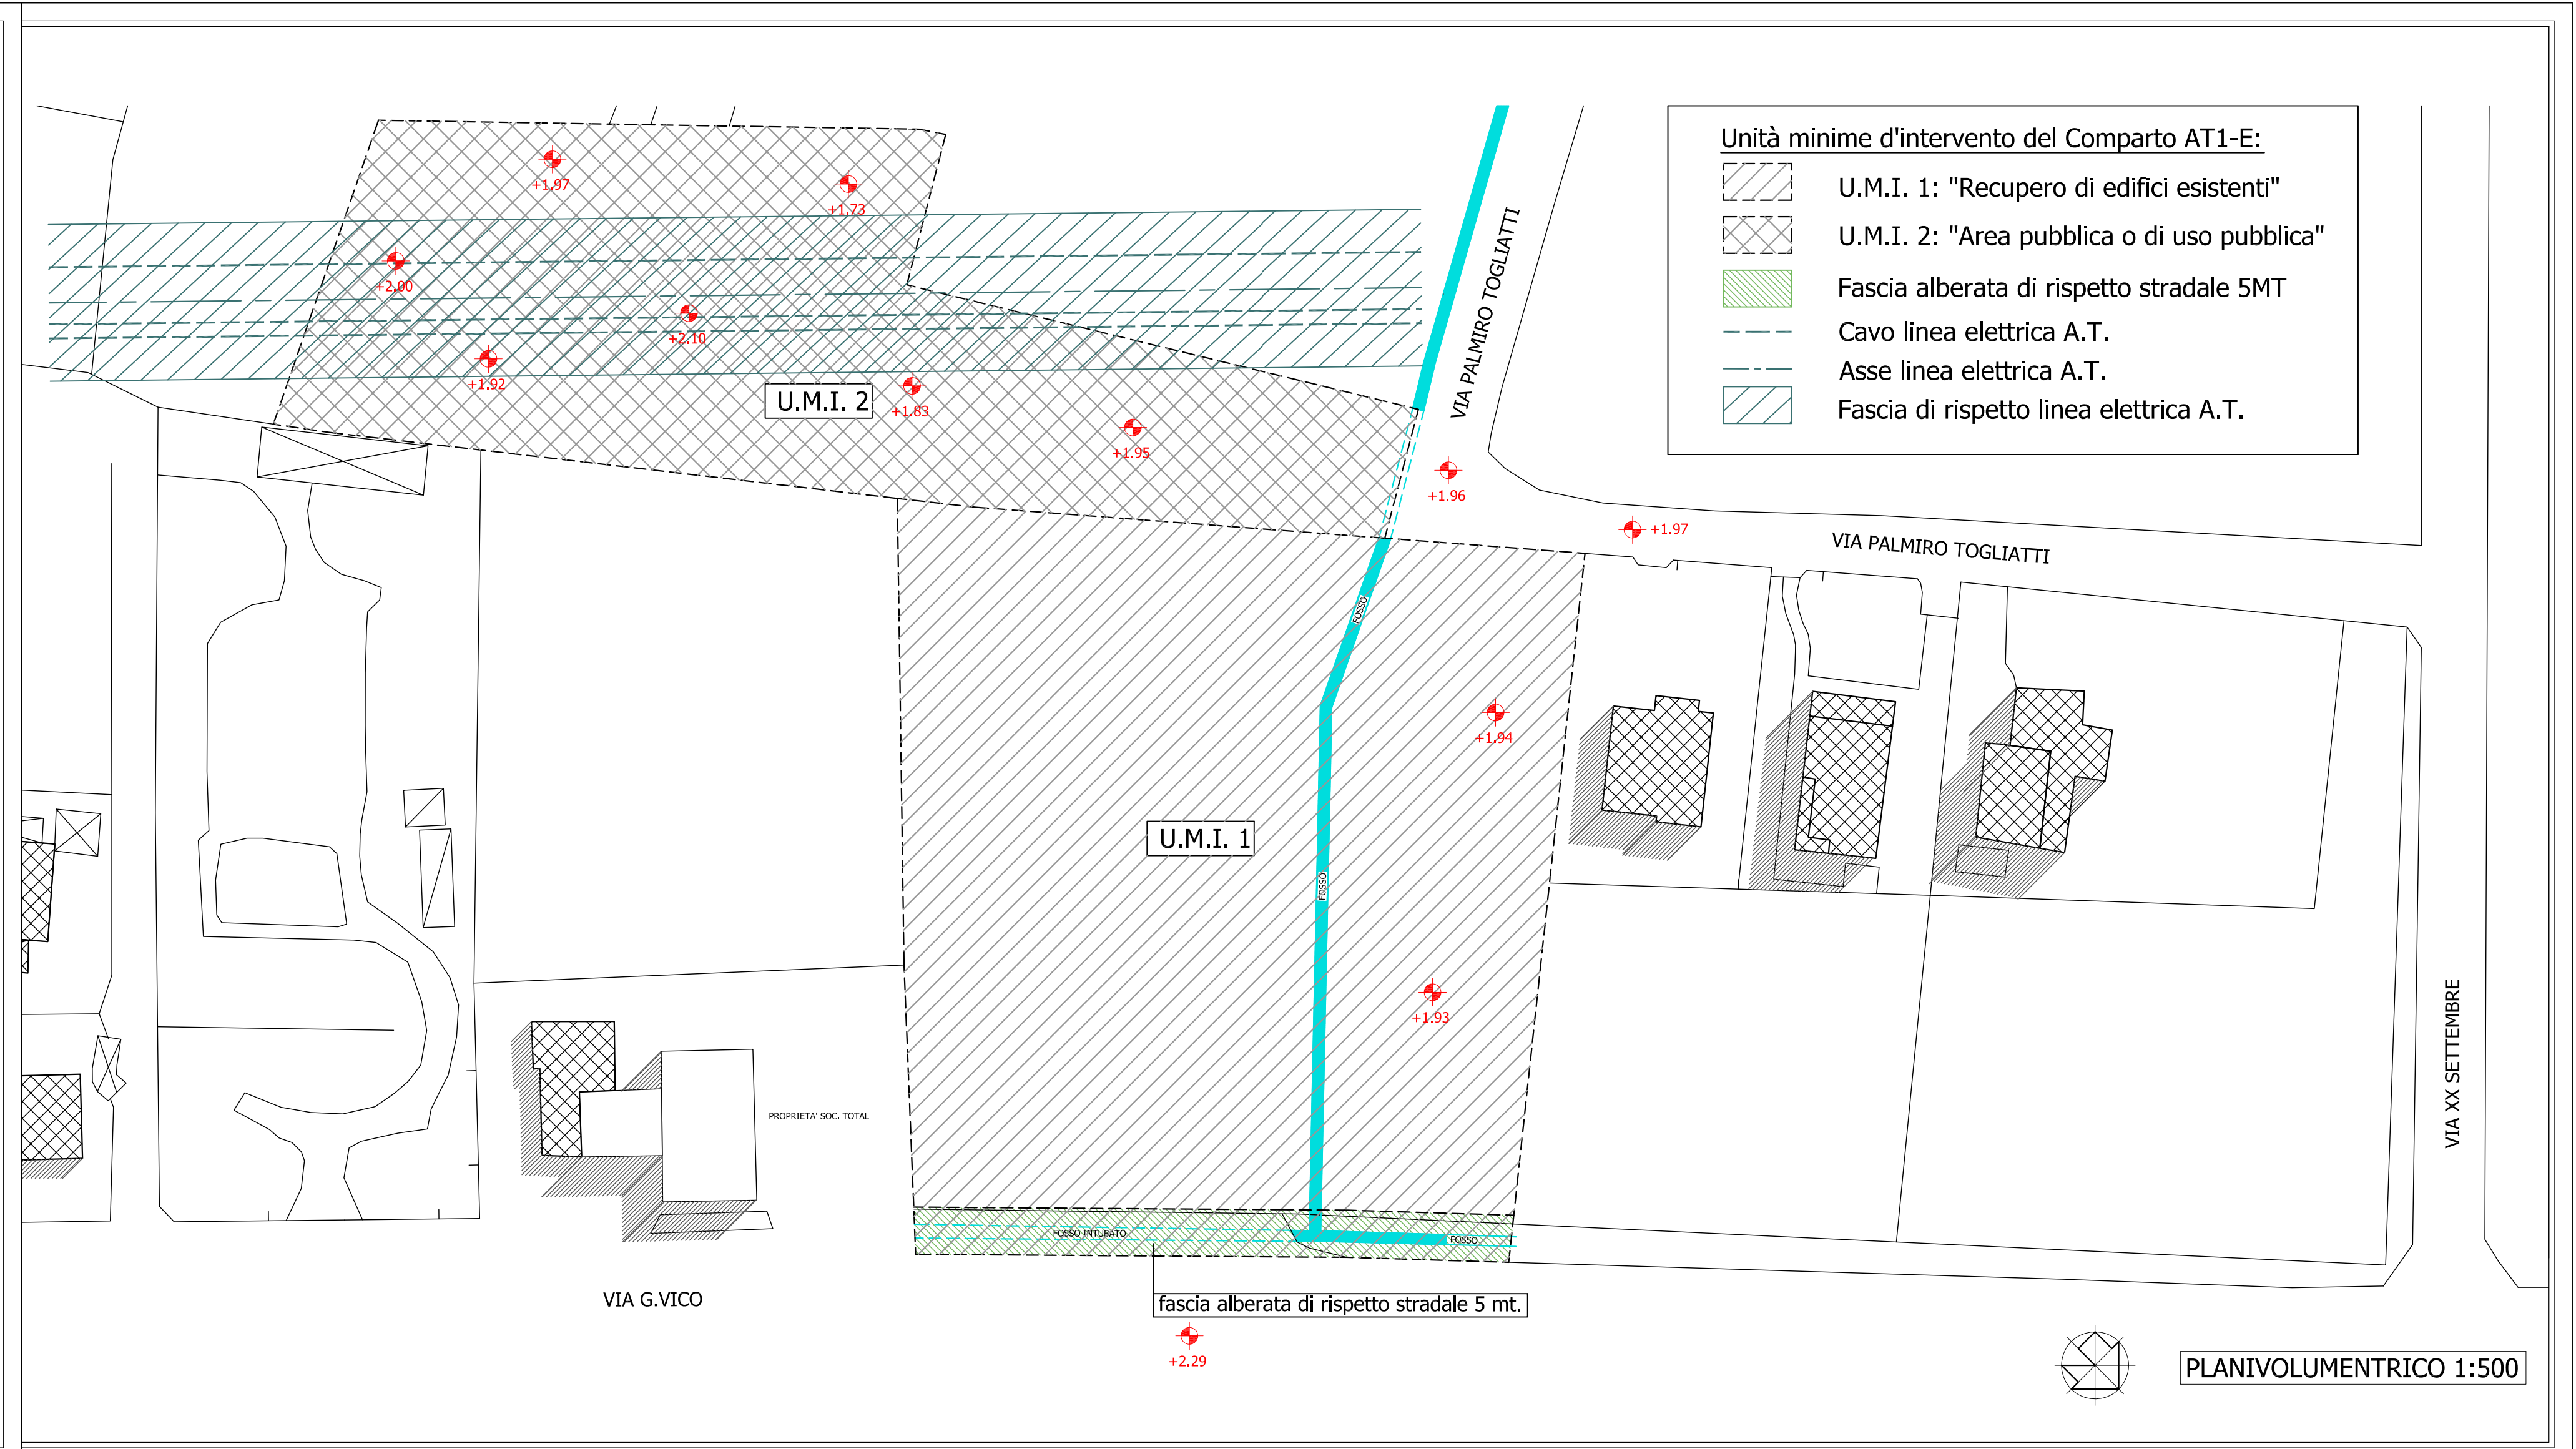 Unità minime d'intervento del Comparto AT1-E:
U.M.I. 1: "Recupero di edifici esistenti"
U.M.I. 2: "Area pubblica o di uso pubblica"
Fascia alberata di rispetto stradale 5MT
Cavo linea elettrica A.T.
Asse linea elettrica A.T.
Fascia di rispetto linea elettrica A.T.
+1.97
+1.73
+2.00
+2.10
+1.92
U.M.I. 2
+1.83
+1.95
VIA PALMIRO TOGLIATTI
+1.96
+1.97
VIA PALMIRO TOGLIATTI
FOSSO
+1.94
U.M.I. 1
FOSSO
+1.93
VIA XX SETTEMBRE
PROPRIETA' SOC. TOTAL
FOSSO INTUBATO
FOSSO
VIA G.VICO
fascia alberata di rispetto stradale 5 mt.
+2.29
PLANIVOLUMENTRICO 1:500